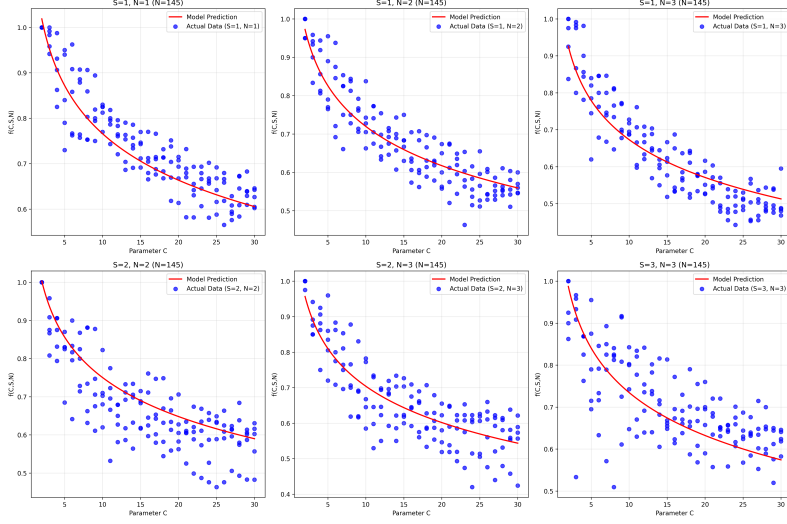 S=1, N=1 (N=145)
f(C,S,N)
1.0
0.9
0.8
0.7
0.6
5
10
15
20
25
30
Parameter C
Model Prediction
Actual Data (S=1, N=1)
S=1, N=2 (N=145)
f(C,S,N)
1.0
0.9
0.8
0.7
0.6
0.5
5
10
15
20
25
30
Parameter C
Model Prediction
Actual Data (S=1, N=2)
S=1, N=3 (N=145)
f(C,S,N)
1.0
0.9
0.8
0.7
0.6
0.5
5
10
15
20
25
30
Parameter C
Model Prediction
Actual Data (S=1, N=3)
S=2, N=2 (N=145)
f(C,S,N)
1.0
0.9
0.8
0.7
0.6
0.5
5
10
15
20
25
30
Parameter C
Model Prediction
Actual Data (S=2, N=2)
S=2, N=3 (N=145)
f(C,S,N)
1.0
0.9
0.8
0.7
0.6
0.5
0.4
5
10
15
20
25
30
Parameter C
Model Prediction
Actual Data (S=2, N=3)
S=3, N=3 (N=145)
f(C,S,N)
1.0
0.9
0.8
0.7
0.6
0.5
5
10
15
20
25
30
Parameter C
Model Prediction
Actual Data (S=3, N=3)